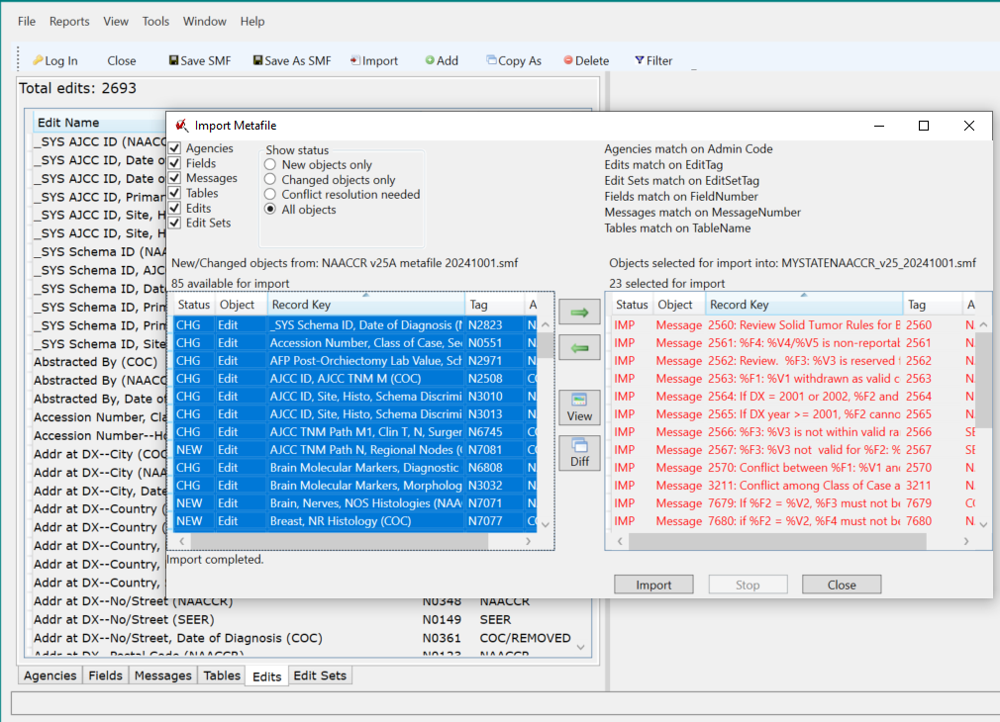 File Reports View Tools Window Help
Log In Close Save SMF Save As SMF Import Add Copy As Delete Filter
Total edits: 2693
Edit Name
_SYS AJCC ID (NAACC
_SYS AJCC ID, Date o
_SYS AJCC ID, Date o
_SYS AJCC ID, Primar
_SYS AJCC ID, Site, H
_SYS AJCC ID, Site, H
_SYS Schema ID (NAA
_SYS Schema ID, AJC
_SYS Schema ID, Date
_SYS Schema ID, Prim
_SYS Schema ID, Prim
_SYS Schema ID, Site
Abstracted By (COC)
Abstracted By (NAACC
Abstracted By, Date of
Accession Number, Cla
Accession Number--Ho
Addr at DX--City (COC
Addr at DX--City (NAA
Addr at DX--City, Date
Addr at DX--Country (
Addr at DX--Country (
Addr at DX--Country,
Addr at DX--Country,
Addr at DX--Country,
Addr at DX--No/Street (NAACCR) N0348 NAACCR
Addr at DX--No/Street (SEER) N0149 SEER
Addr at DX--No/Street, Date of Diagnosis (COC) N0361 COC/REMOVED
Addr at DX--Postal Code (NAACCR) N0133 NAACCR
Agencies Fields Messages Tables Edits Edit Sets
Import Metafile
Agencies
Fields
Messages
Tables
Edits
Edit Sets
Show status
New objects only
Changed objects only
Conflict resolution needed
All objects
Agencies match on Admin Code
Edits match on EditTag
Edit Sets match on EditSetTag
Fields match on FieldNumber
Messages match on MessageNumber
Tables match on TableName
New/Changed objects from: NAACCR v25A metafile 20241001.smf
85 available for import
Status Object Record Key Tag A
CHG Edit _SYS Schema ID, Date of Diagnosis (N N2823 N
CHG Edit Accession Number, Class of Case, Se N0551 N
CHG Edit AFP Post-Orchiectomy Lab Value, Sch N2971 N
CHG Edit AJCC ID, AJCC TNM M (COC) N2508 CO
CHG Edit AJCC ID, Site, Histo, Schema Discrimi N3010 N
CHG Edit AJCC ID, Site, Histo, Schema Discrimi N3013 N
CHG Edit AJCC TNM Path M1, Clin T, N, Surger N6745 CO
NEW Edit AJCC TNM Path N, Regional Nodes (C N7081 CO
CHG Edit Brain Molecular Markers, Diagnostic N6808 N
CHG Edit Brain Molecular Markers, Morpholog N3032 N
NEW Edit Brain, Nerves, NOS Histologies (NAA N7071 N
NEW Edit Breast, NR Histology (COC) N7077 CO
Import completed.
View
Diff
Objects selected for import into: MYSTATENAACCR_v25_20241001.smf
23 selected for import
Status Object Record Key Tag A
IMP Message 2560: Review Solid Tumor Rules for B 2560 N
IMP Message 2561: %F4: %V4/%V5 is non-reportab 2561 N
IMP Message 2562: Review. %F3: %V3 is reserved f 2562 N
IMP Message 2563: %F1: %V1 withdrawn as valid c 2563 N
IMP Message 2564: If DX = 2001 or 2002, %F2 and 2564 N
IMP Message 2565: If DX year >= 2001, %F2 canno 2565 N
IMP Message 2566: %F3: %V3 is not within valid ra 2566 SE
IMP Message 2567: %F3: %V3 not valid for %F2: % 2567 SE
IMP Message 2570: Conflict between %F1: %V1 and 2570 N
IMP Message 3211: Conflict among Class of Case a 3211 N
IMP Message 7679: If %F2 = %V2, %F3 must not be 7679 CO
IMP Message 7680: if %F2 = %V2, %F4 must not be 7680 N
Import Stop Close